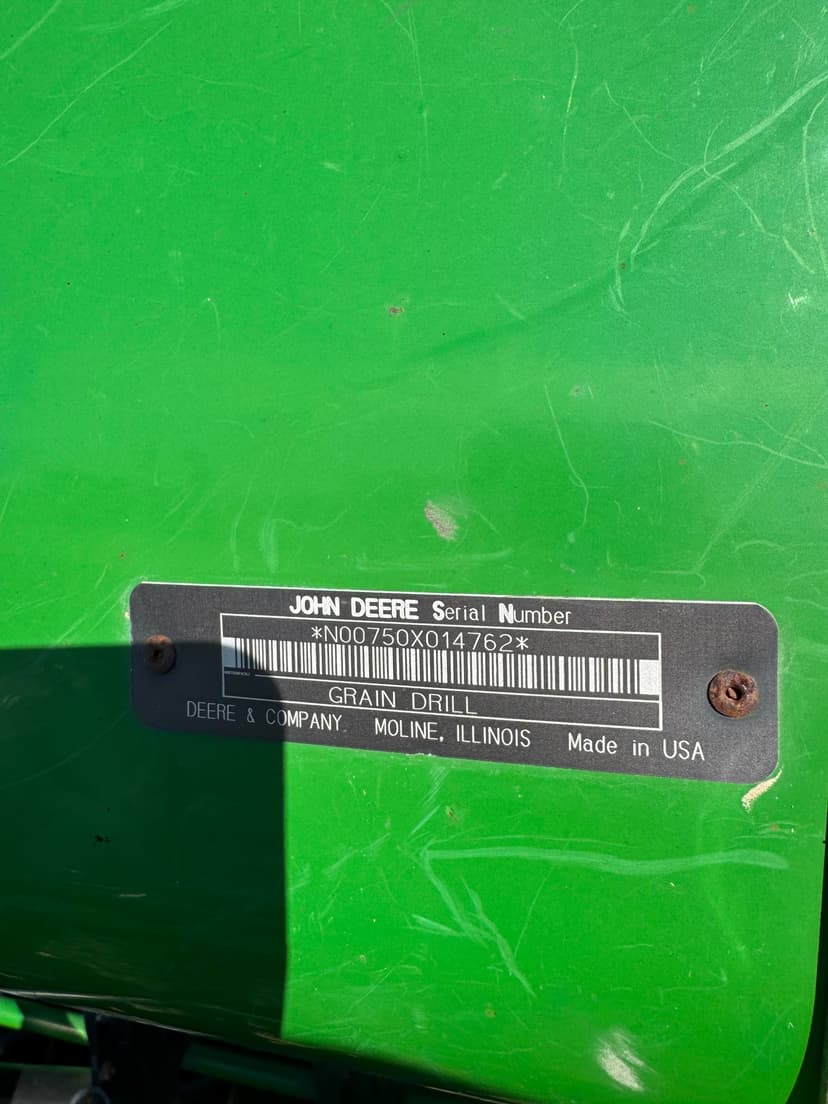 JOHN DEERE Serial Number
*N00750X014762*
GRAIN DRILL
DEERE & COMPANY MOLINE, ILLINOIS Made in USA